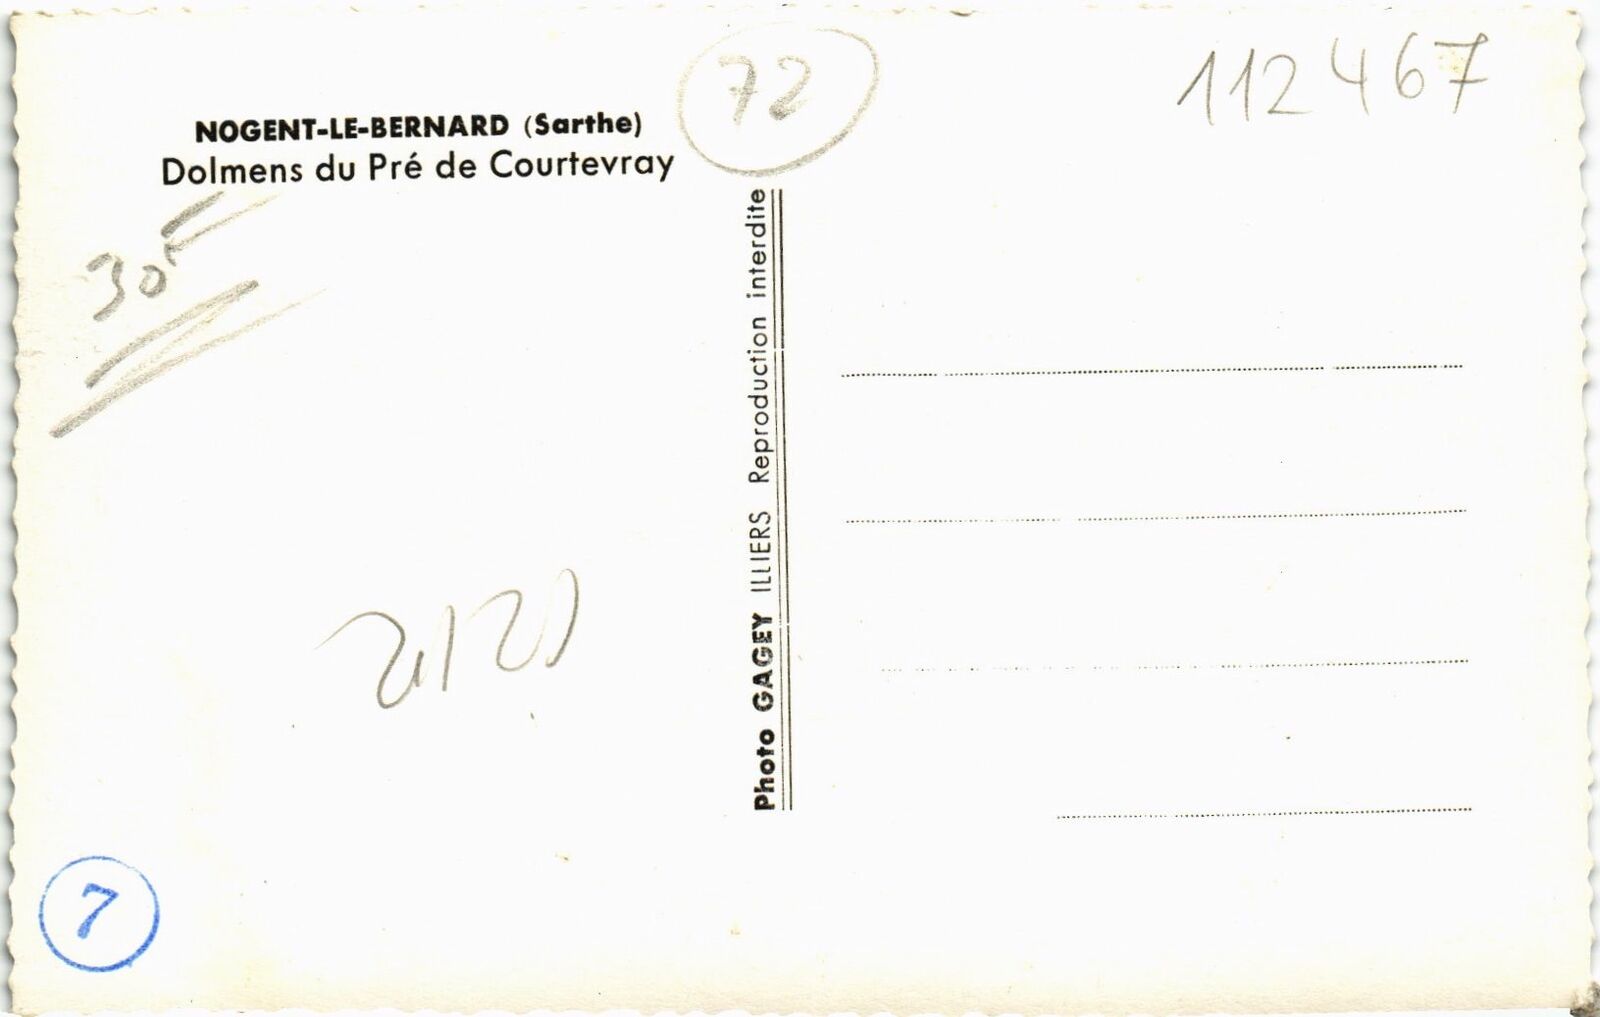 NOGENT-LE-BERNARD (Sarthe)
Dolmens du Pré de Courtevray
72
112467
30F
Photo GAGEY ILLIERS Reproduction interdite
7